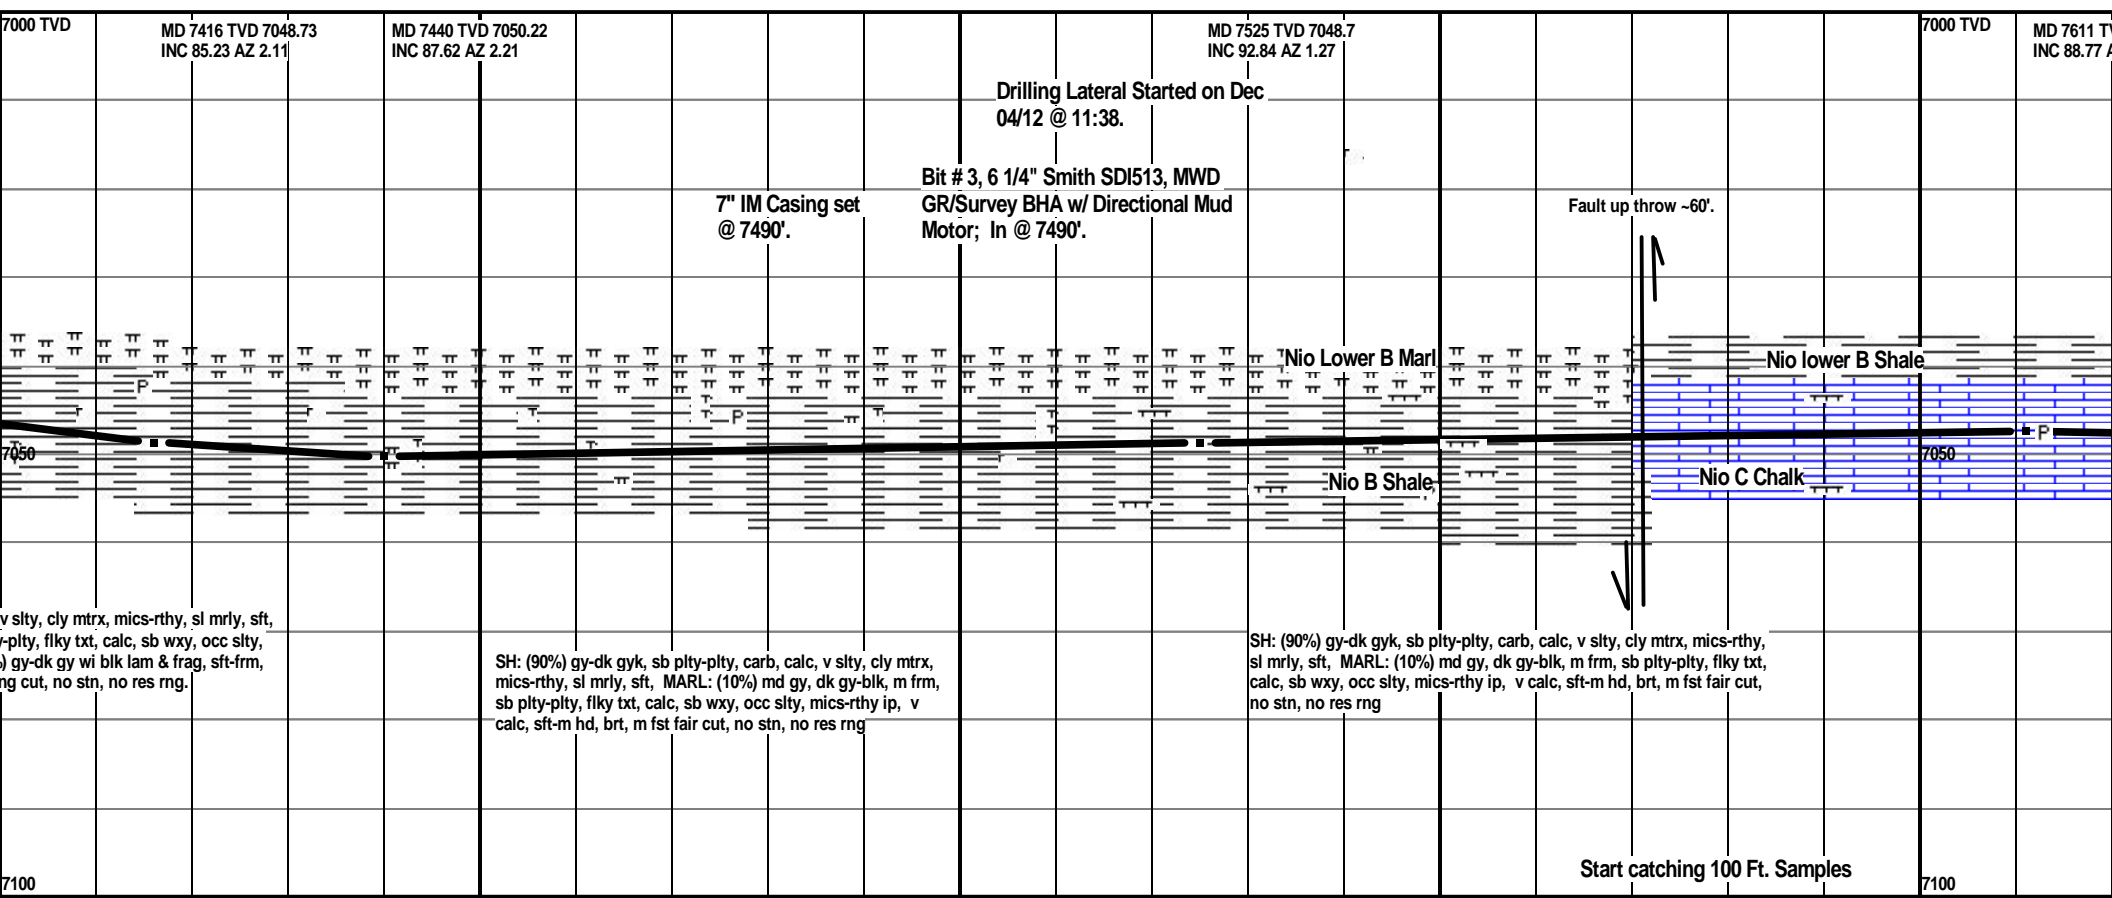 7000 TVD
MD 7416 TVD 7048.73
INC 85.23 AZ 2.11
MD 7440 TVD 7050.22
INC 87.62 AZ 2.21
MD 7525 TVD 7048.7
INC 92.84 AZ 1.27
7000 TVD
MD 7611
INC 88.77
Drilling Lateral Started on Dec
04/12 @ 11:38.
Bit # 3, 6 1/4" Smith SDI513, MWD
GR/Survey BHA w/ Directional Mud
Motor; In @ 7490'.
7" IM Casing set
@ 7490'.
Fault up throw ~60'.
Nio Lower B Marl
Nio lower B Shale
P
P
P
7050
7050
Nio B Shale
Nio C Chalk
v slty, cly mtrx, mics-rthy, sl mrly, sft,
-plty, flky txt, calc, sb wxy, occ slty,
) gy-dk gy wi blk lam & frag, sft-frm,
ng cut, no stn, no res rng.
SH: (90%) gy-dk gyk, sb plty-plty, carb, calc, v slty, cly mtrx,
mics-rthy, sl mrly, sft, MARL: (10%) md gy, dk gy-blk, m frm,
sb plty-plty, flky txt, calc, sb wxy, occ slty, mics-rthy ip, v
calc, sft-m hd, brt, m fst fair cut, no stn, no res rng
SH: (90%) gy-dk gyk, sb plty-plty, carb, calc, v slty, cly mtrx, mics-rthy,
sl mrly, sft, MARL: (10%) md gy, dk gy-blk, m frm, sb plty-plty, flky txt,
calc, sb wxy, occ slty, mics-rthy ip, v calc, sft-m hd, brt, m fst fair cut,
no stn, no res rng
Start catching 100 Ft. Samples
7100
7100